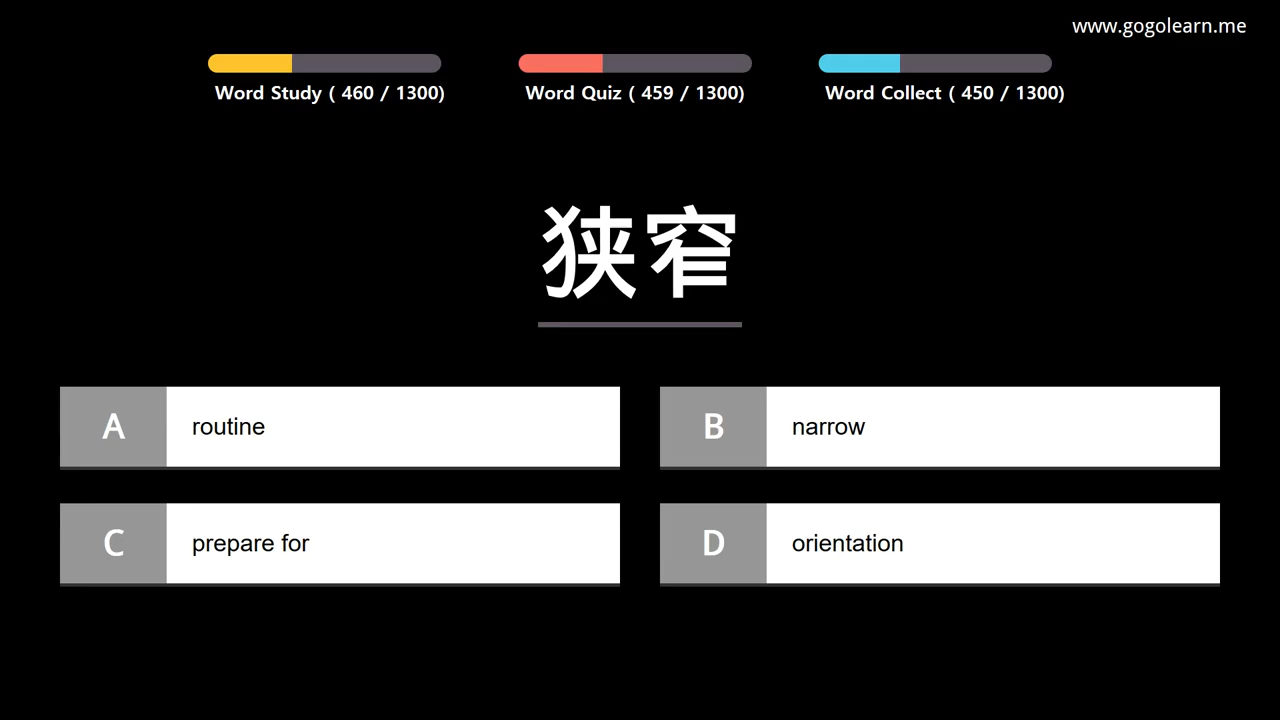 www.gogolearn.me
Word Study ( 460 / 1300)
Word Quiz ( 459 / 1300)
Word Collect ( 450 / 1300)
狭窄
A routine
B narrow
C prepare for
D orientation